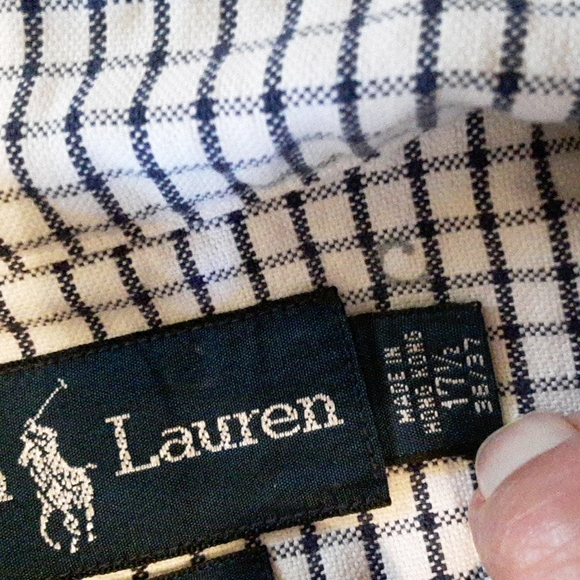 Lauren
MADE IN
HONG KONG
17½
36/37